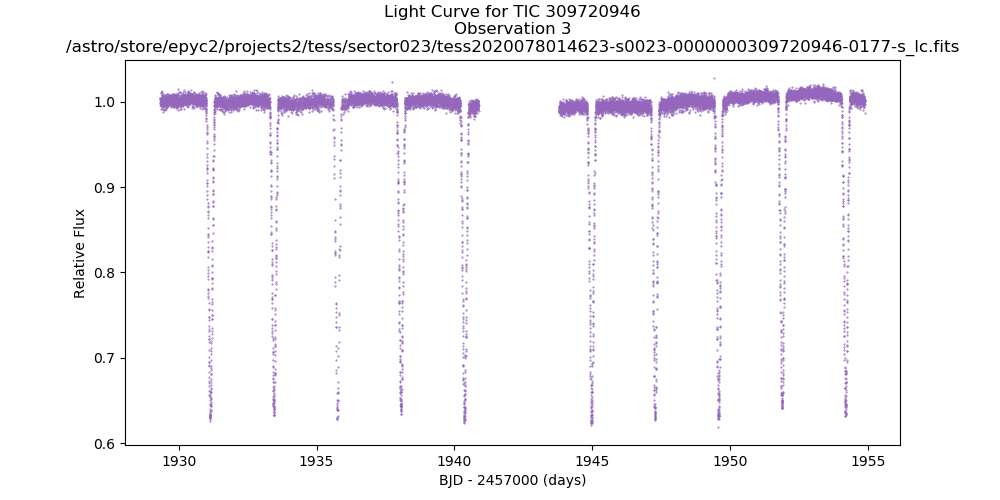 Light Curve for TIC 309720946
Observation 3
/astro/store/epyc2/projects2/tess/sector023/tess2020078014623-s0023-0000000309720946-0177-s_lc.fits
1.0
0.9
0.8
0.7
0.6
Relative Flux
1930 1935 1940 1945 1950 1955
BJD - 2457000 (days)